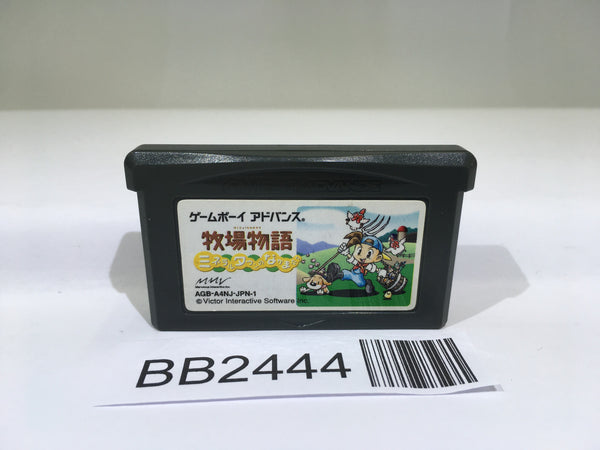 ゲームボーイ アドバンス®
牧場物語
ミネラルタウンのなかまたち
MMV
AGB-A4NJ-JPN-1
©Victor Interactive Software Inc.
BB2444